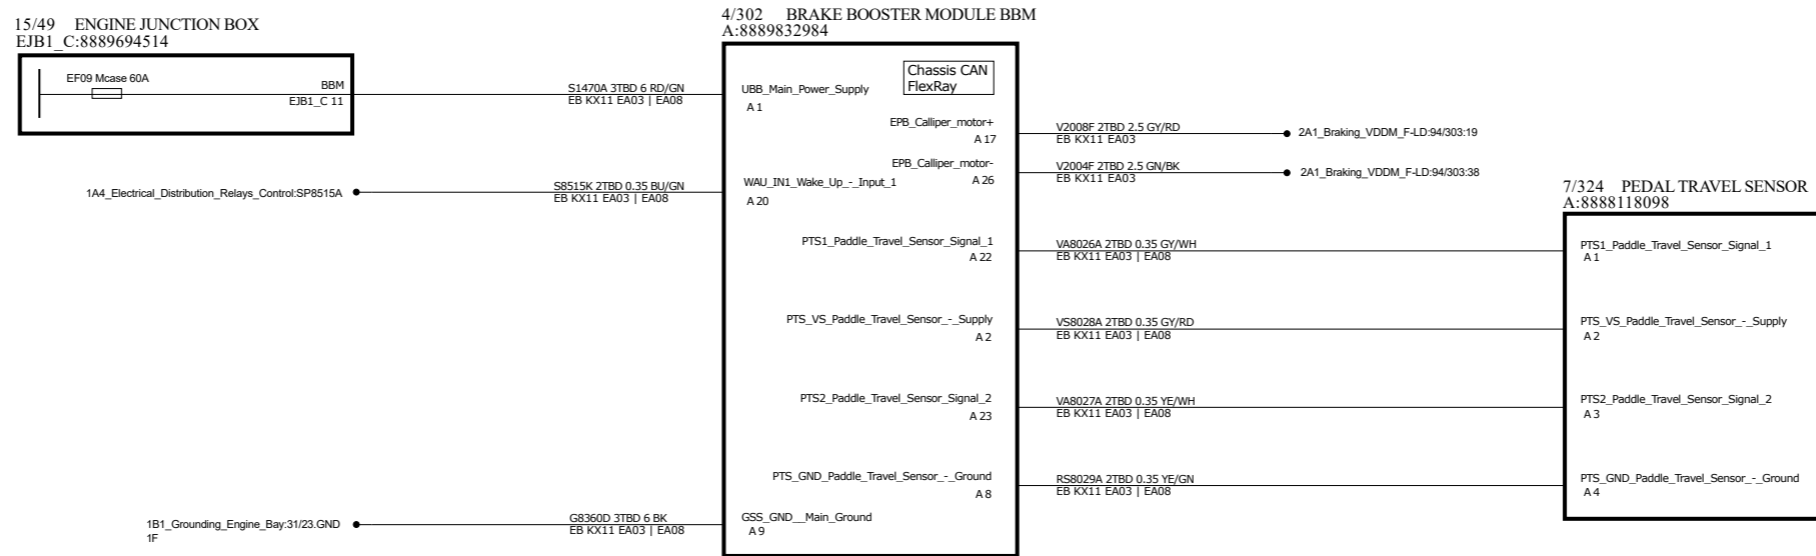 15/49 ENGINE JUNCTION BOX
EJB1_C:8889694514
EF09 Mcase 60A
BBM
EJB1_C 11
S1470A 3TBD 6 RD/GN
EB KX11 EA03 | EA08
1A4_Electrical_Distribution_Relays_Control:SP8515A
S8515K 2TBD 0.35 BU/GN
EB KX11 EA03 | EA08
1B1_Grounding_Engine_Bay:31/23.GND
1F
G8360D 3TBD 6 BK
EB KX11 EA03 | EA08
4/302 BRAKE BOOSTER MODULE BBM
A:8889832984
Chassis CAN
FlexRay
UBB_Main_Power_Supply
A 1
EPB_Calliper_motor+
A 17
EPB_Calliper_motor-
A 26
WAU_IN1_Wake_Up_-_Input_1
A 20
PTS1_Paddle_Travel_Sensor_Signal_1
A 22
PTS_VS_Paddle_Travel_Sensor_-_Supply
A 2
PTS2_Paddle_Travel_Sensor_Signal_2
A 23
PTS_GND_Paddle_Travel_Sensor_-_Ground
A 8
GSS_GND__Main_Ground
A 9
V2008F 2TBD 2.5 GY/RD
EB KX11 EA03
2A1_Braking_VDDM_F-LD:94/303:19
V2004F 2TBD 2.5 GN/BK
EB KX11 EA03
2A1_Braking_VDDM_F-LD:94/303:38
VA8026A 2TBD 0.35 GY/WH
EB KX11 EA03 | EA08
VS8028A 2TBD 0.35 GY/RD
EB KX11 EA03 | EA08
VA8027A 2TBD 0.35 YE/WH
EB KX11 EA03 | EA08
RS8029A 2TBD 0.35 YE/GN
EB KX11 EA03 | EA08
7/324 PEDAL TRAVEL SENSOR
A:8888118098
PTS1_Paddle_Travel_Sensor_Signal_1
A 1
PTS_VS_Paddle_Travel_Sensor_-_Supply
A 2
PTS2_Paddle_Travel_Sensor_Signal_2
A 3
PTS_GND_Paddle_Travel_Sensor_-_Ground
A 4